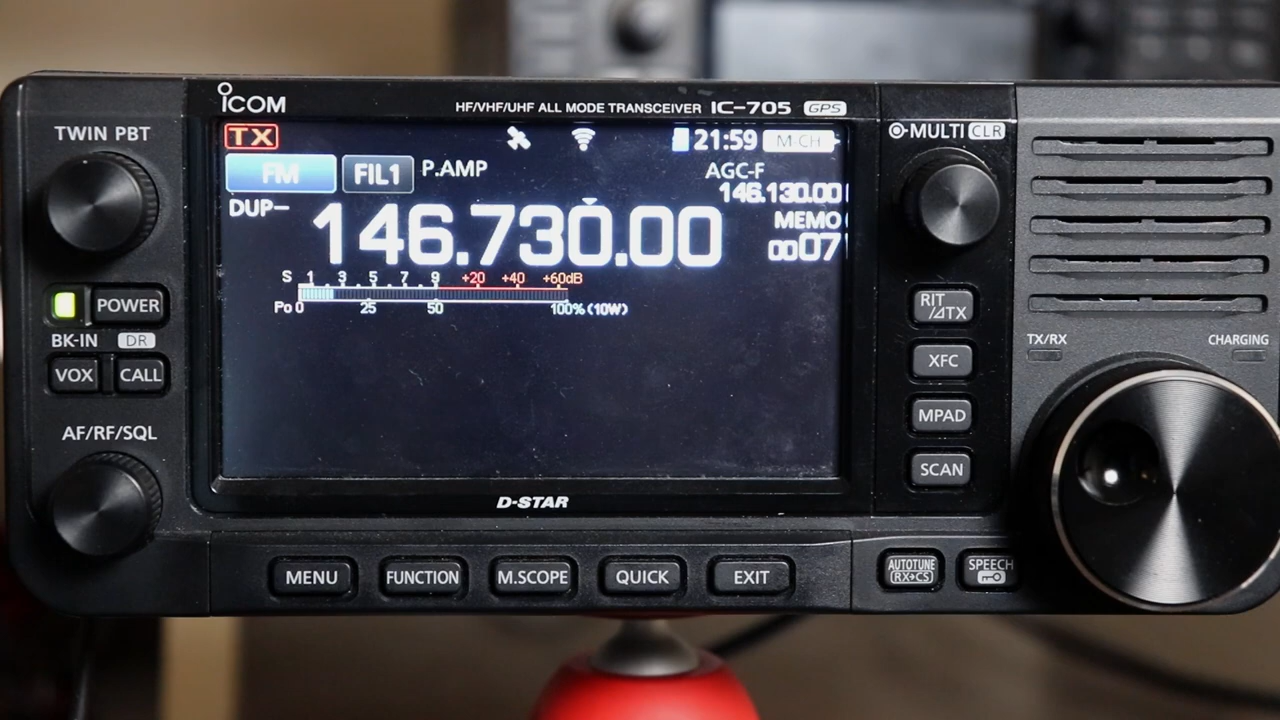 ICOM
HF/VHF/UHF ALL MODE TRANSCEIVER IC-705 GPS
TWIN PBT
TX
21:59 M-CH
MULTI CLR
FM FIL1 P.AMP
AGC-F
146.130.00
DUP-
146.730.00
MEMO
0007
S 1 3 5 7 9 +20 +40 +60dB
Po 0 25 50 100% (10W)
POWER
BK-IN DR
VOX CALL
AF/RF/SQL
RIT/⊿TX
XFC
MPAD
SCAN
TX/RX CHARGING
D-STAR
MENU FUNCTION M.SCOPE QUICK EXIT
AUTOTUNE
RX→CS
SPEECH